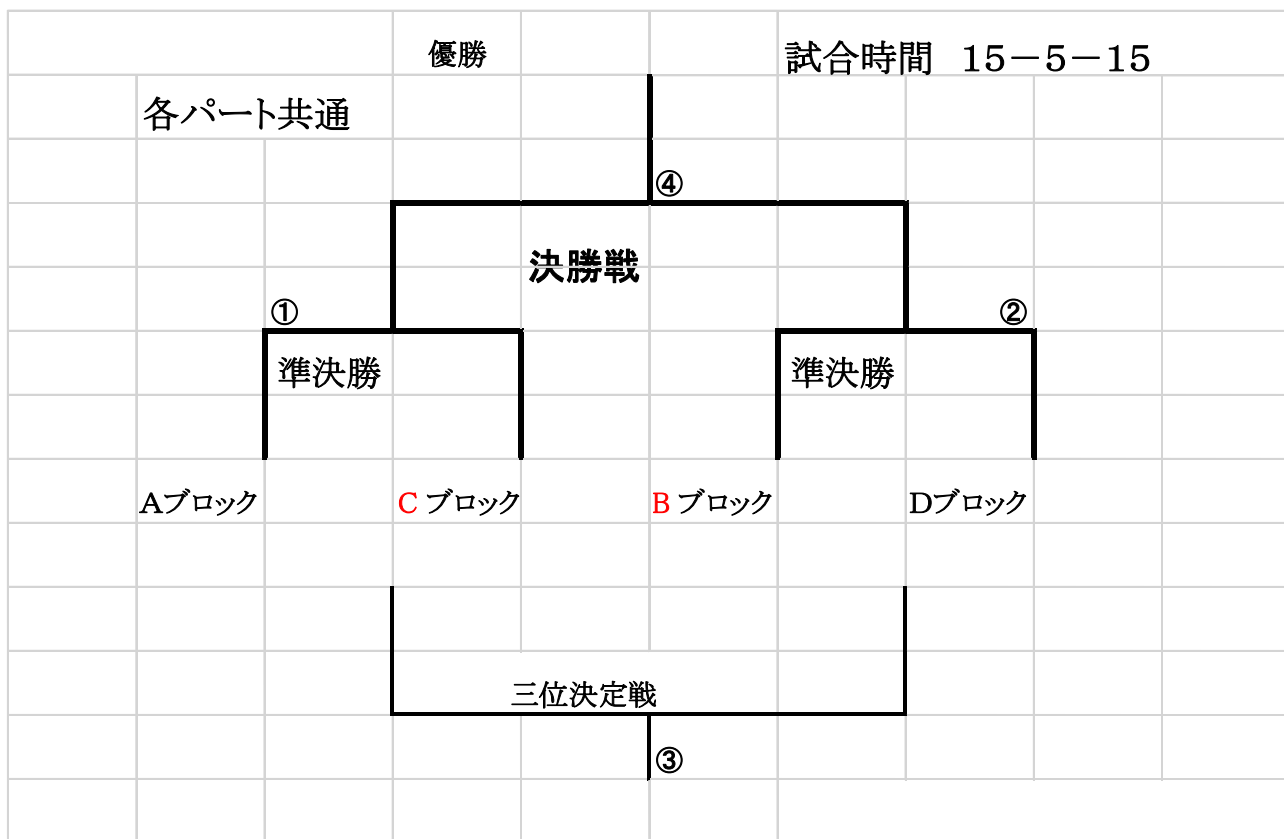 優勝
試合時間 15－5－15
各パート共通
④
決勝戦
①
②
準決勝
準決勝
Aブロック
C ブロック
B ブロック
Dブロック
三位決定戦
③